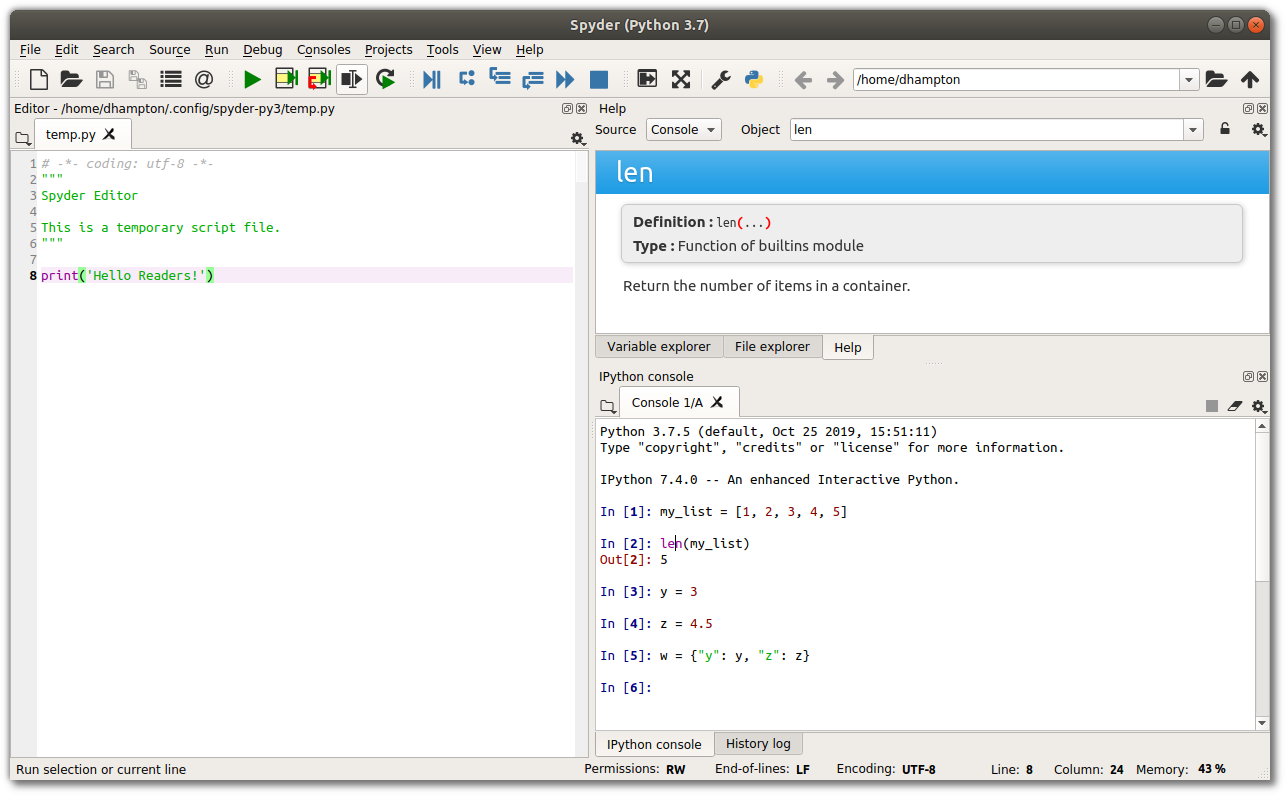 Spyder (Python 3.7)
File Edit Search Source Run Debug Consoles Projects Tools View Help
/home/dhampton
Editor - /home/dhampton/.config/spyder-py3/temp.py
temp.py
1 # -*- coding: utf-8 -*-
2 """
3 Spyder Editor
4
5 This is a temporary script file.
6 """
7
8 print('Hello Readers!')
Help
Source Console Object len
len
Definition : len(...)
Type : Function of builtins module
Return the number of items in a container.
Variable explorer File explorer Help
IPython console
Console 1/A
Python 3.7.5 (default, Oct 25 2019, 15:51:11)
Type "copyright", "credits" or "license" for more information.
IPython 7.4.0 -- An enhanced Interactive Python.
In [1]: my_list = [1, 2, 3, 4, 5]
In [2]: len(my_list)
Out[2]: 5
In [3]: y = 3
In [4]: z = 4.5
In [5]: w = {"y": y, "z": z}
In [6]:
IPython console History log
Run selection or current line Permissions: RW End-of-lines: LF Encoding: UTF-8 Line: 8 Column: 24 Memory: 43 %